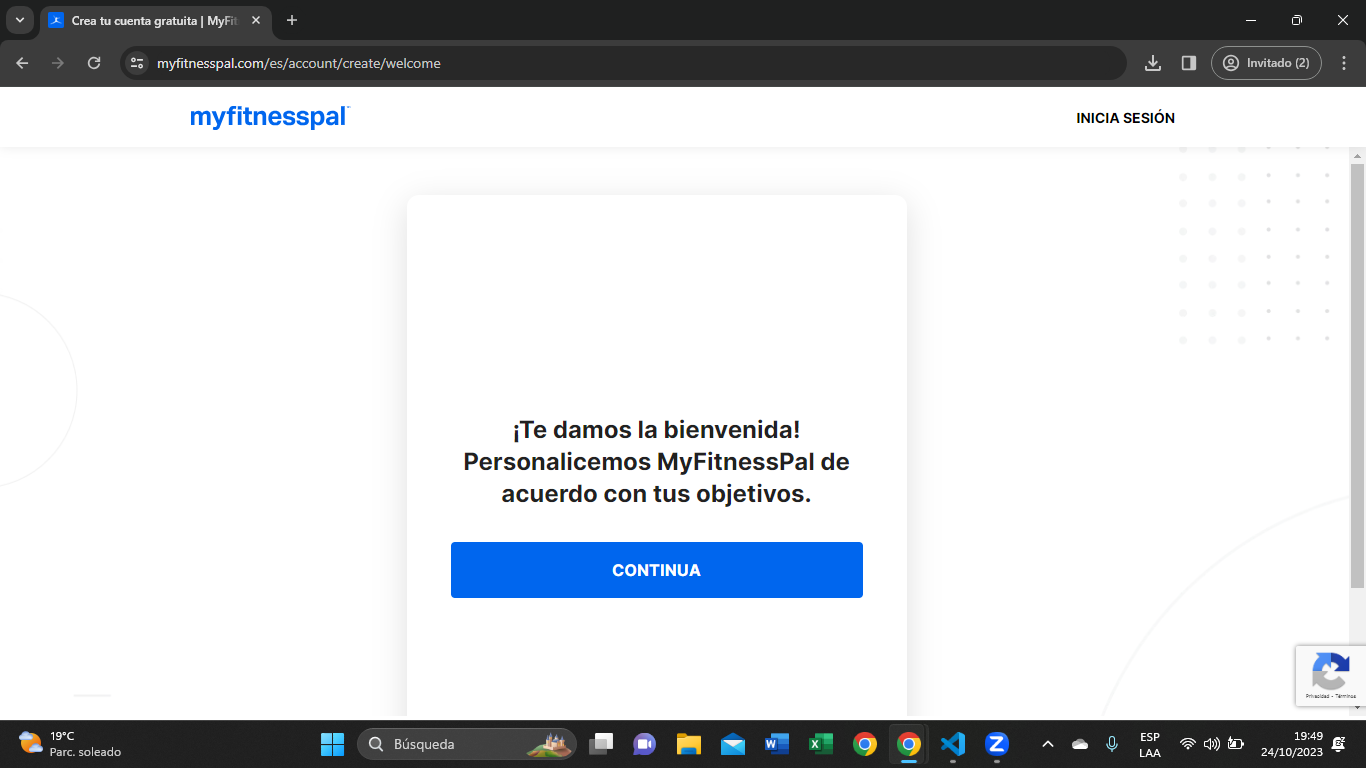 Crea tu cuenta gratuita | MyFit
myfitnesspal.com/es/account/create/welcome
Invitado (2)
myfitnesspal
INICIA SESIÓN
¡Te damos la bienvenida!
Personalicemos MyFitnessPal de
acuerdo con tus objetivos.
CONTINUA
Privacidad - Términos
19°C
Parc. soleado
Búsqueda
ESP
LAA
19:49
24/10/2023